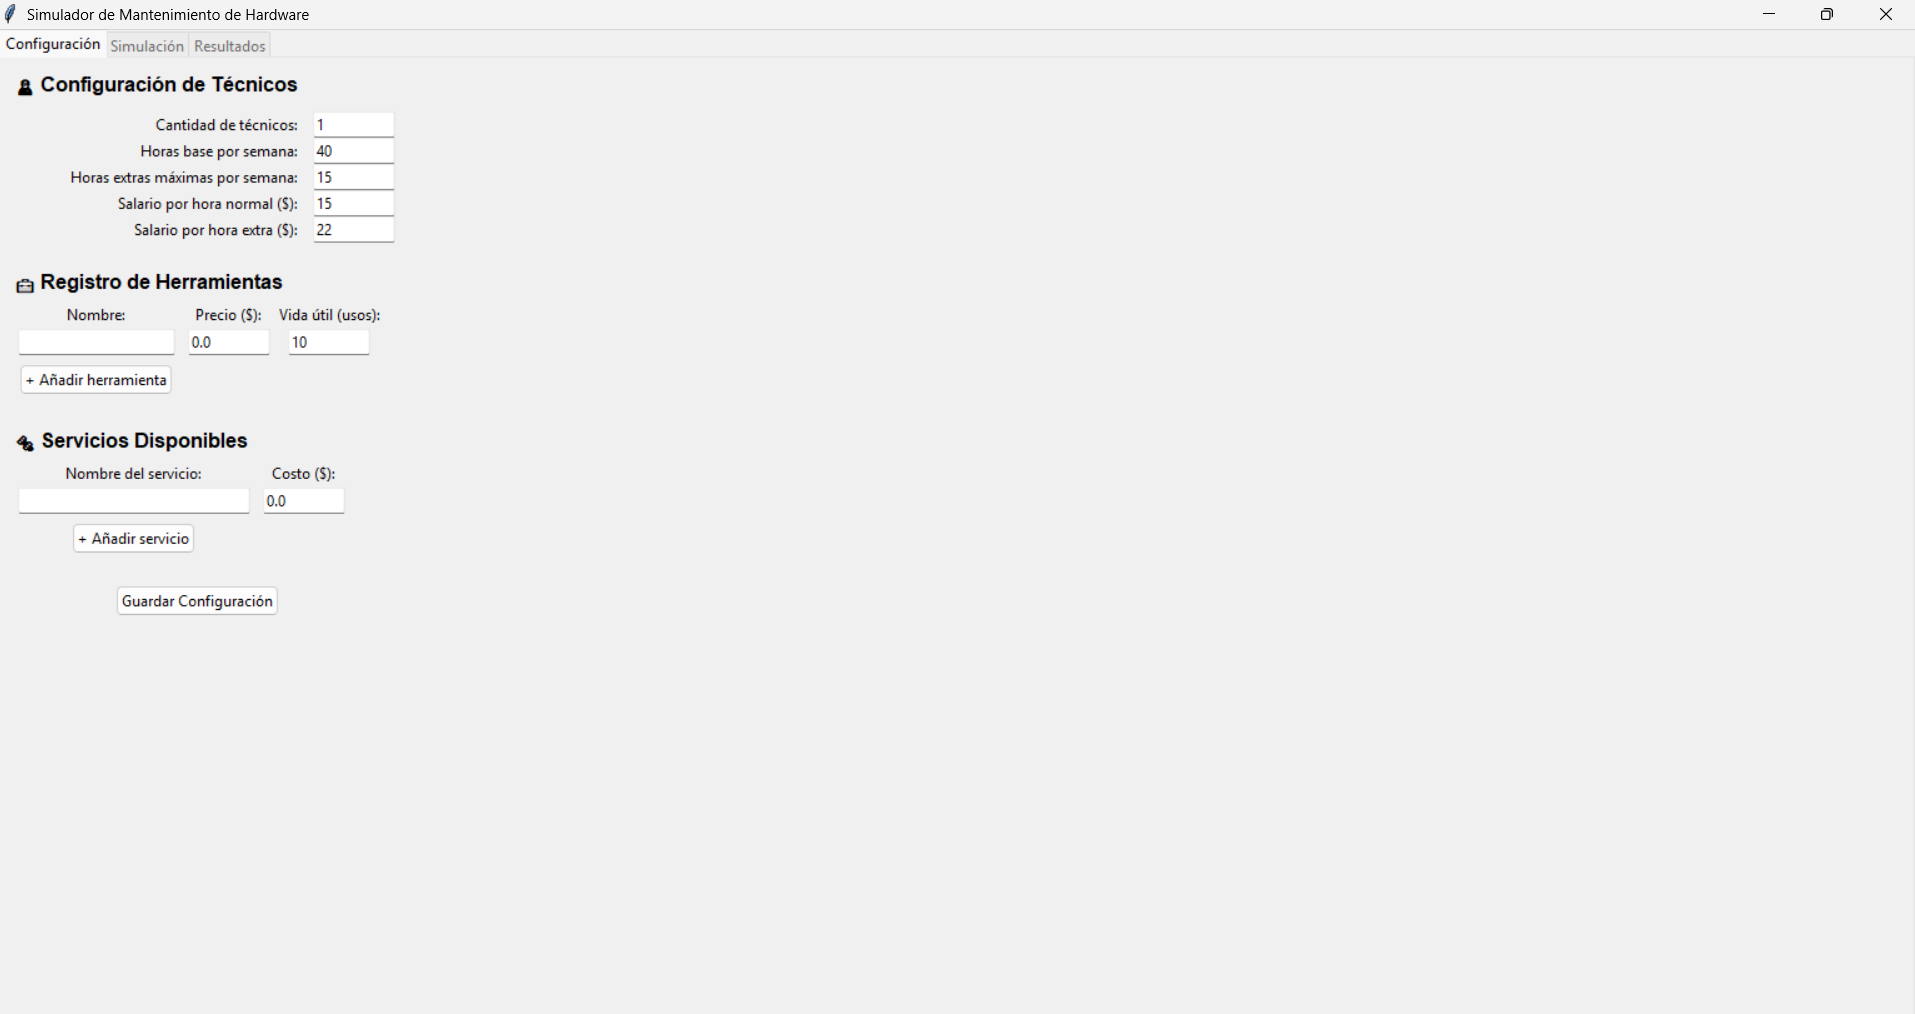 Simulador de Mantenimiento de Hardware
Configuración Simulación Resultados
Configuración de Técnicos
Cantidad de técnicos: 1
Horas base por semana: 40
Horas extras máximas por semana: 15
Salario por hora normal ($): 15
Salario por hora extra ($): 22
Registro de Herramientas
Nombre: Precio ($): Vida útil (usos):
0.0 10
+ Añadir herramienta
Servicios Disponibles
Nombre del servicio: Costo ($):
0.0
+ Añadir servicio
Guardar Configuración